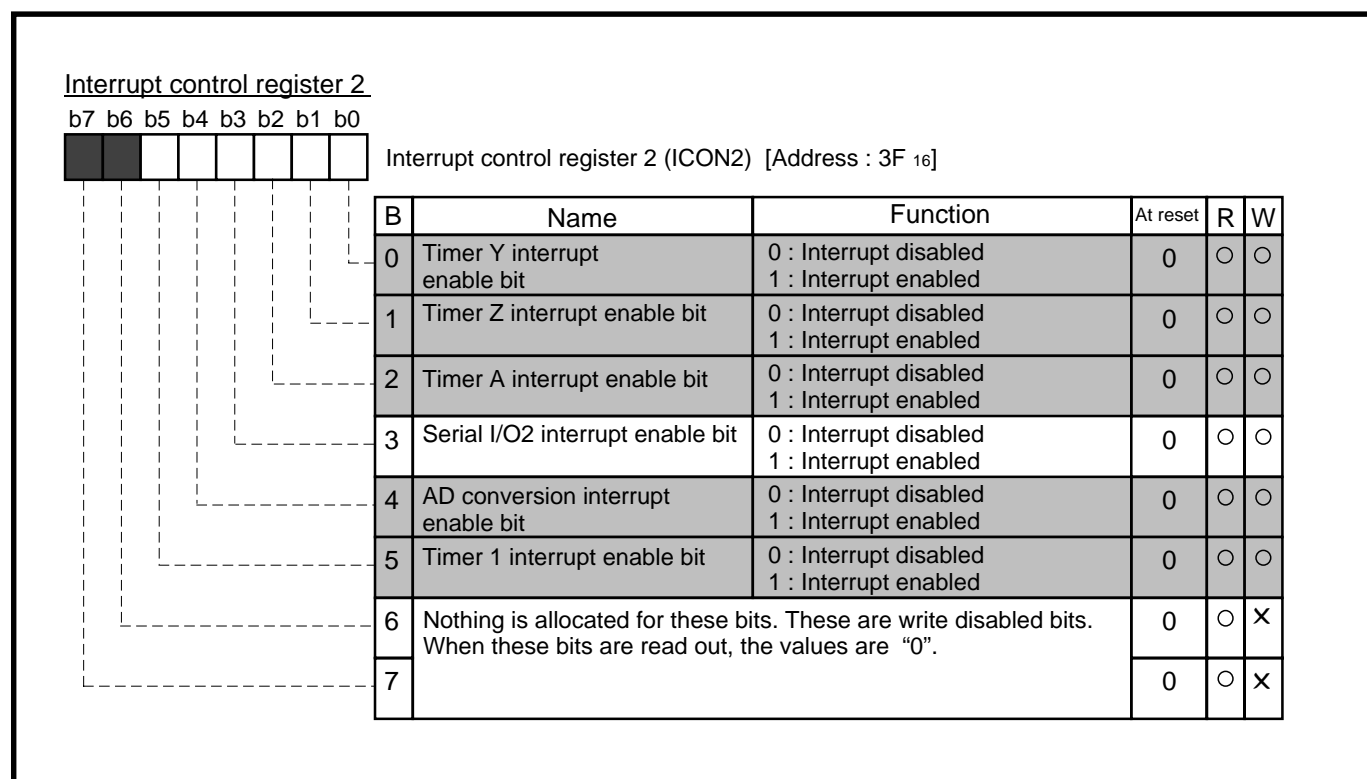 Interrupt control register 2
b7 b6 b5 b4 b3 b2 b1 b0
Interrupt control register 2 (ICON2) [Address : 3F 16]
B Name Function At reset R W
0 Timer Y interrupt enable bit 0 : Interrupt disabled 0 ○ ○
1 : Interrupt enabled
1 Timer Z interrupt enable bit 0 : Interrupt disabled 0 ○ ○
1 : Interrupt enabled
2 Timer A interrupt enable bit 0 : Interrupt disabled 0 ○ ○
1 : Interrupt enabled
3 Serial I/O2 interrupt enable bit 0 : Interrupt disabled 0 ○ ○
1 : Interrupt enabled
4 AD conversion interrupt enable bit 0 : Interrupt disabled 0 ○ ○
1 : Interrupt enabled
5 Timer 1 interrupt enable bit 0 : Interrupt disabled 0 ○ ○
1 : Interrupt enabled
6 Nothing is allocated for these bits. These are write disabled bits. 0 ○ ×
When these bits are read out, the values are “0”.
7 0 ○ ×